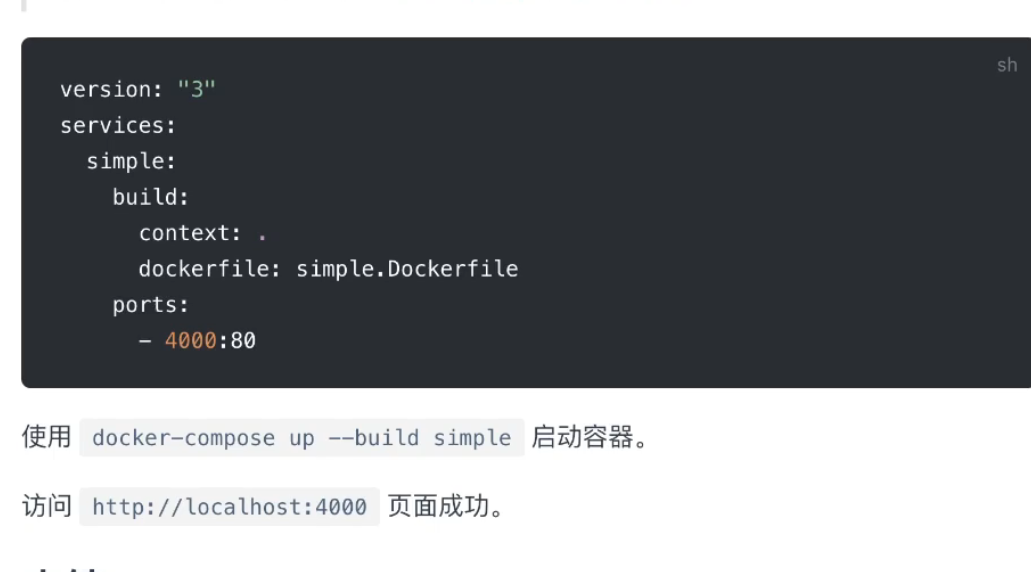 sh
version: "3"
services:
  simple:
    build:
      context: .
      dockerfile: simple.Dockerfile
    ports:
      - 4000:80
使用 docker-compose up --build simple 启动容器。
访问 http://localhost:4000 页面成功。